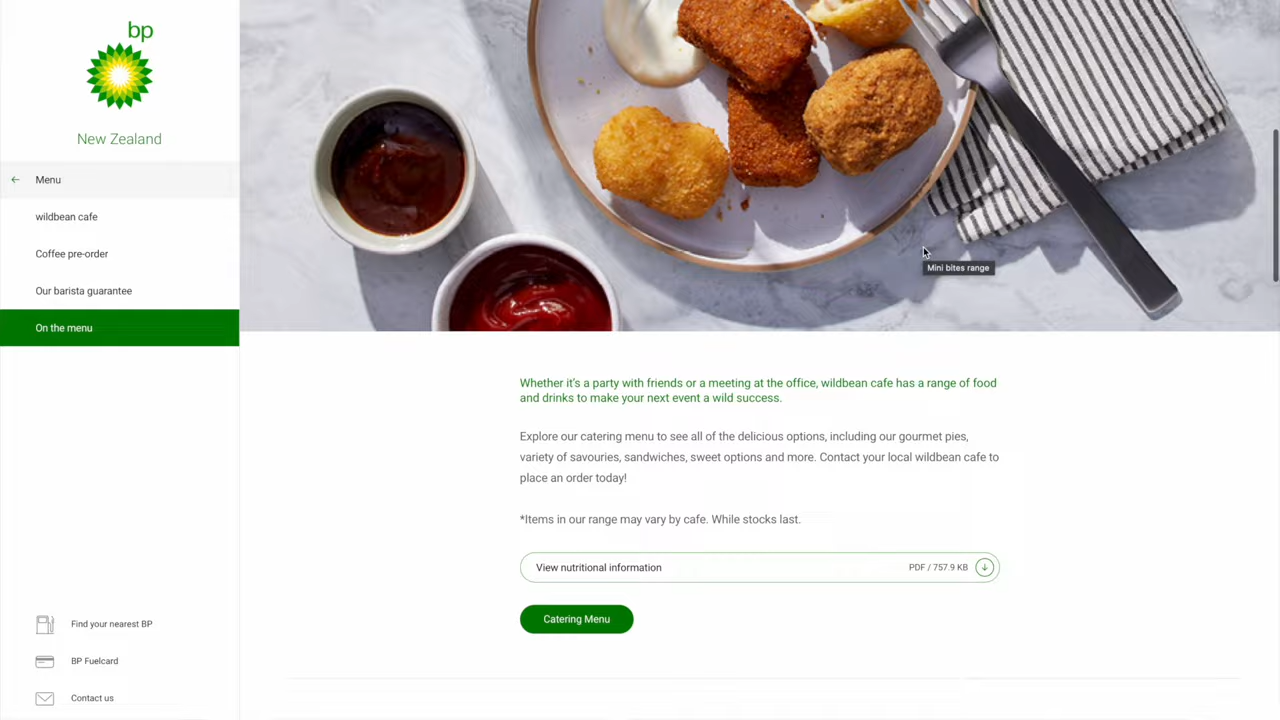 bp
New Zealand
Menu
wildbean cafe
Coffee pre-order
Our barista guarantee
On the menu
Find your nearest BP
BP Fuelcard
Contact us
Mini bites range
Whether it's a party with friends or a meeting at the office, wildbean cafe has a range of food
and drinks to make your next event a wild success.
Explore our catering menu to see all of the delicious options, including our gourmet pies,
variety of savouries, sandwiches, sweet options and more. Contact your local wildbean cafe to
place an order today!
*Items in our range may vary by cafe. While stocks last.
View nutritional information PDF / 757.9 KB
Catering Menu